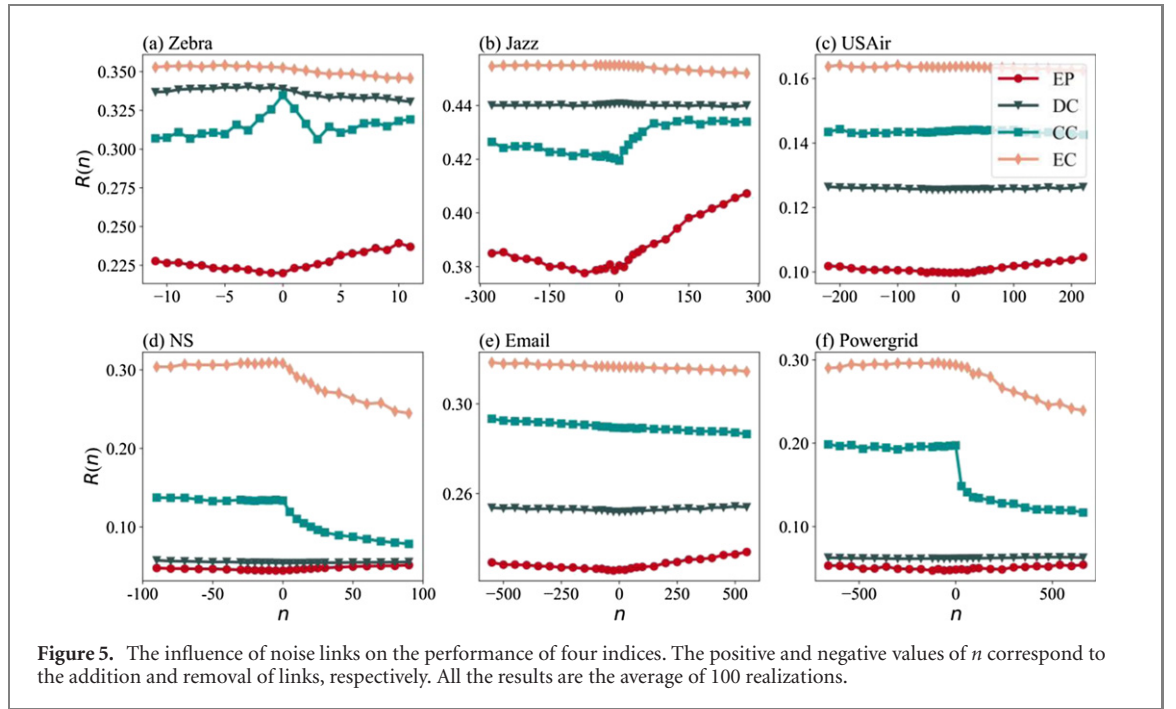 (a) Zebra
(b) Jazz
(c) USAir
R(n)
0.350
0.325
0.300
0.275
0.250
0.225
−10
−5
0
5
10
0.44
0.42
0.40
0.38
-300
-150
0
150
300
0.16
0.14
0.12
0.10
−200
−100
0
100
200
EP
DC
CC
EC
(d) NS
(e) Email
(f) Powergrid
R(n)
0.30
0.20
0.10
-100
-50
0
50
100
n
0.30
0.26
−500
−250
0
250
500
n
0.30
0.20
0.10
−500
0
500
n
Figure 5. The influence of noise links on the performance of four indices. The positive and negative values of n correspond to
the addition and removal of links, respectively. All the results are the average of 100 realizations.